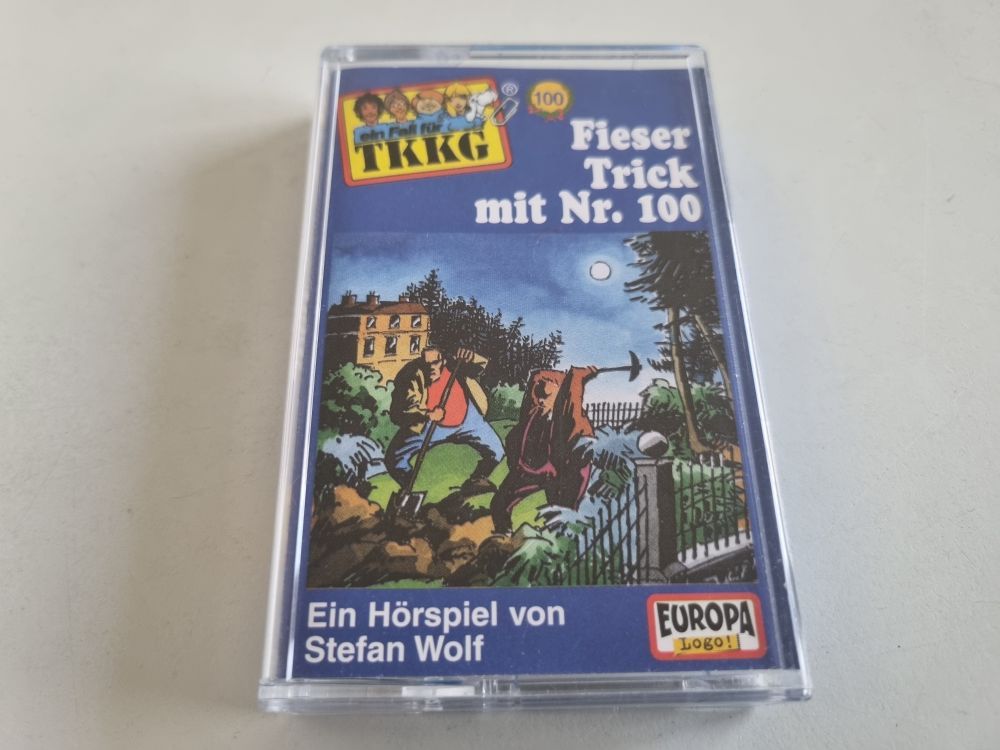 ein Fall für
TKKG
®
100
Fieser
Trick
mit Nr. 100
Ein Hörspiel von
Stefan Wolf
EUROPA
Logo!